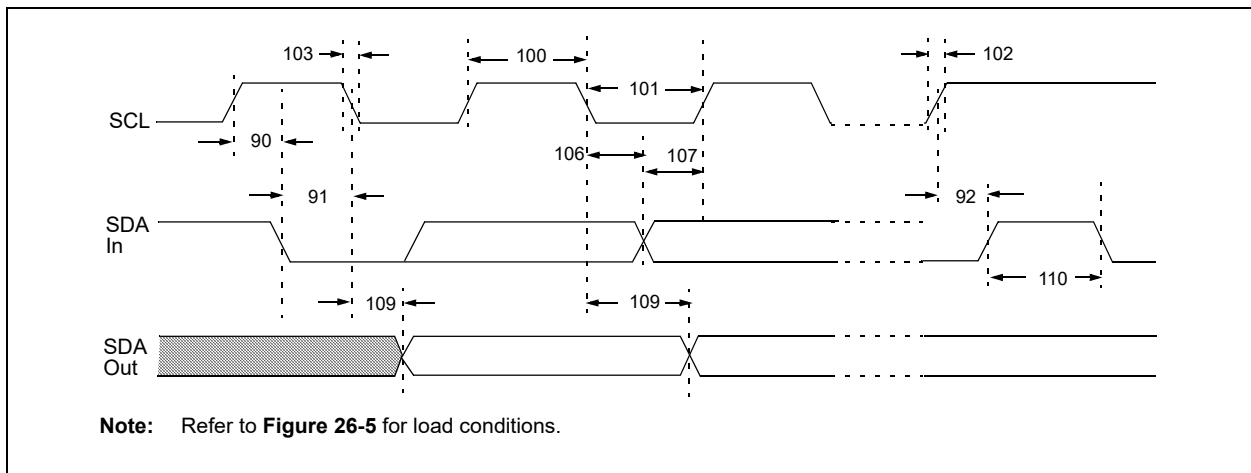 103
100
102
101
SCL
90
106
107
91
92
SDA
In
110
109
109
SDA
Out
Note: Refer to Figure 26-5 for load conditions.